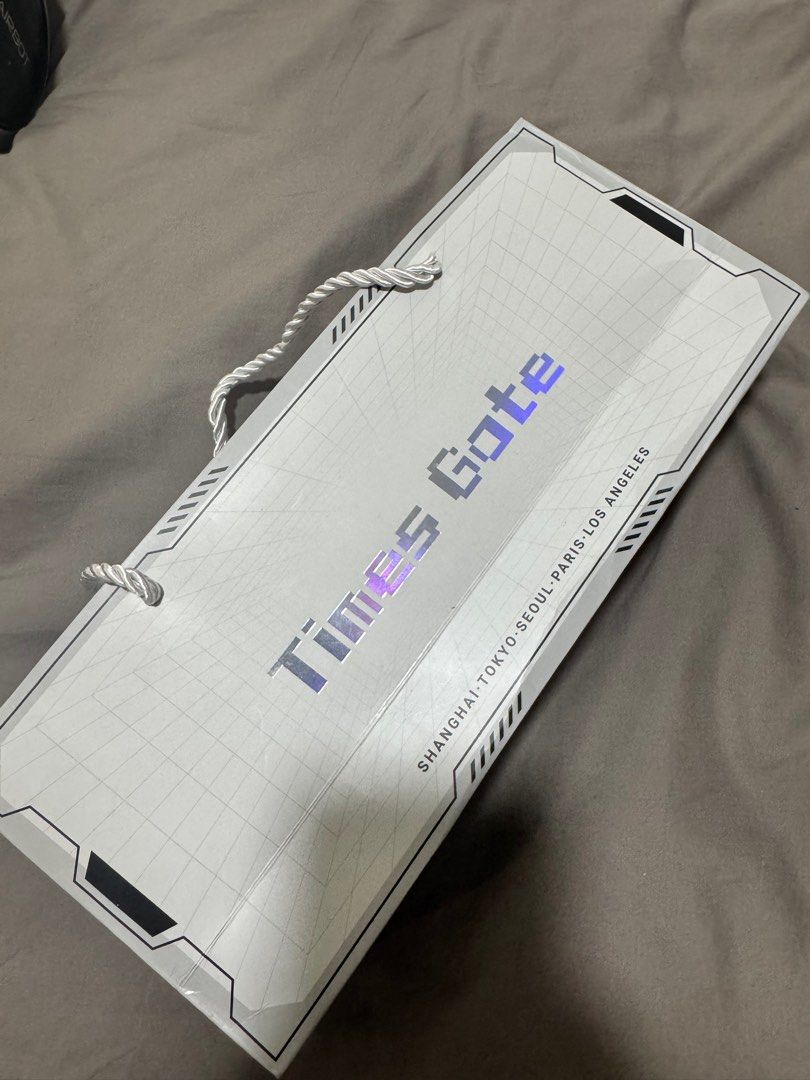 Times Gate
SHANGHAI·TOKYO·SEOUL·PARIS·LOS ANGELES